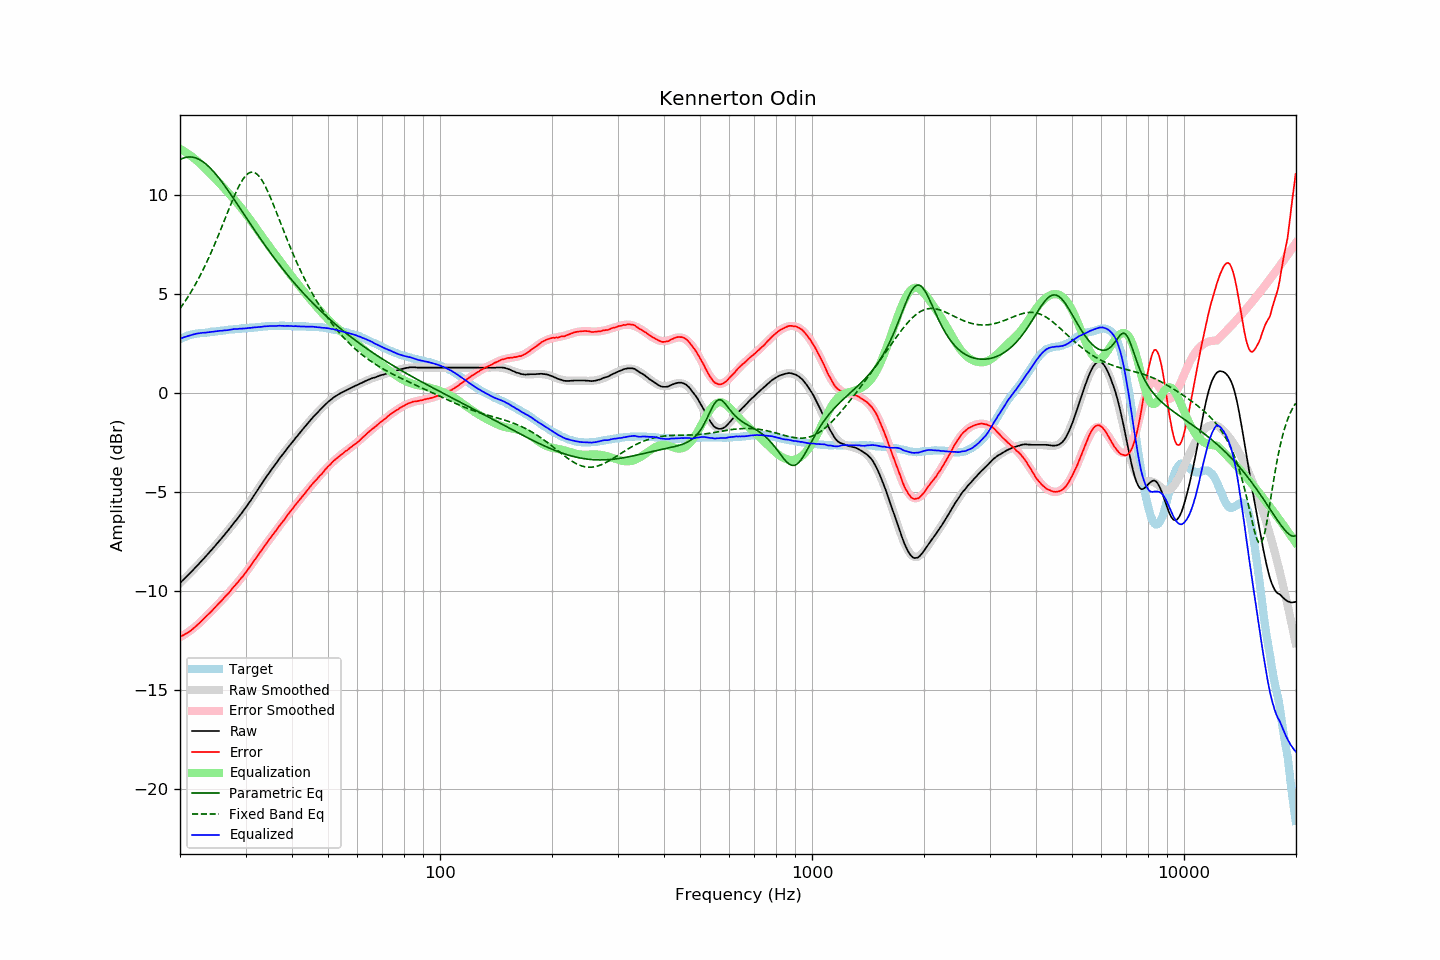 Kennerton Odin
Amplitude (dBr)
10
5
0
−5
−10
−15
−20
Target
Raw Smoothed
Error Smoothed
Raw
Error
Equalization
Parametric Eq
Fixed Band Eq
Equalized
100
1000
10000
Frequency (Hz)